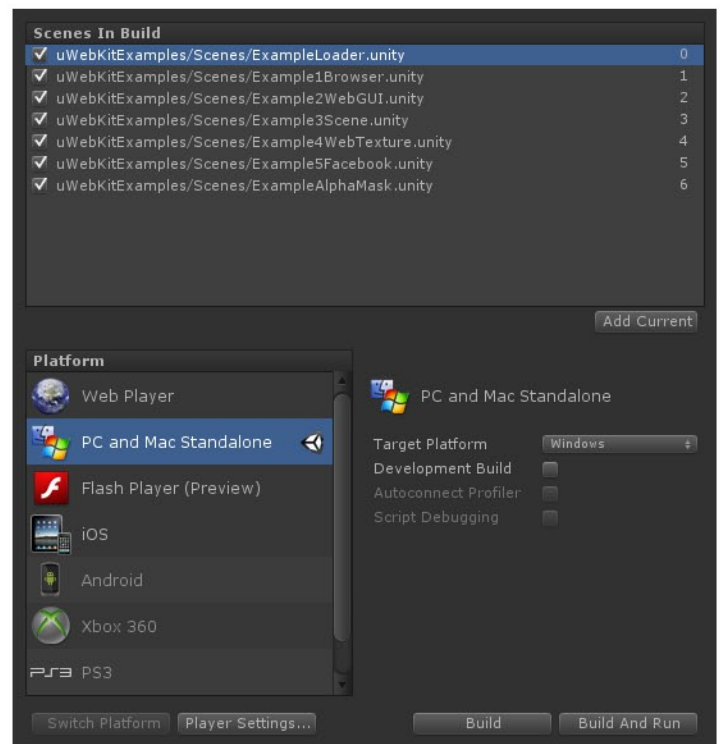 Scenes In Build
uWebKitExamples/Scenes/ExampleLoader.unity 0
uWebKitExamples/Scenes/Example1Browser.unity 1
uWebKitExamples/Scenes/Example2WebGUI.unity 2
uWebKitExamples/Scenes/Example3Scene.unity 3
uWebKitExamples/Scenes/Example4WebTexture.unity 4
uWebKitExamples/Scenes/Example5Facebook.unity 5
uWebKitExamples/Scenes/ExampleAlphaMask.unity 6
Add Current
Platform
Web Player
PC and Mac Standalone
Flash Player (Preview)
iOS
Android
Xbox 360
PS3 PS3
PC and Mac Standalone
Target Platform Windows
Development Build
Autoconnect Profiler
Script Debugging
Switch Platform Player Settings... Build Build And Run